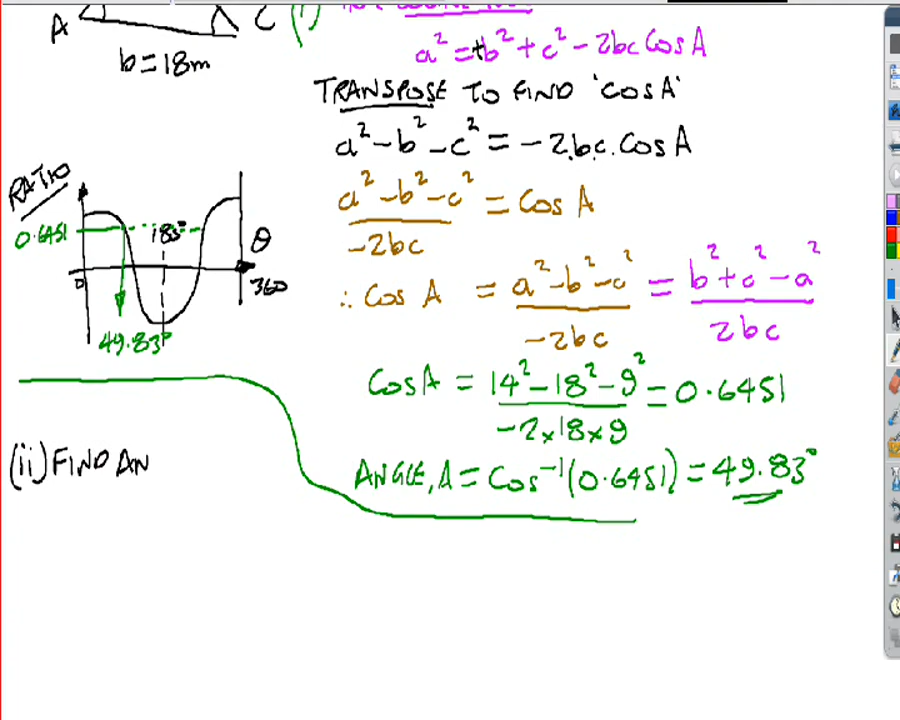 A C (i)
b = 18m
a² = b² + c² - 2bc Cos A
TRANSPOSE TO FIND 'COS A'
a² - b² - c² = -2.bc.Cos A
RATIO
0.6451
180°
θ
0
360
49.83°
a² - b² - c² / -2bc = Cos A
∴ Cos A = a² - b² - c² / -2bc = b² + c² - a² / 2bc
Cos A = 14² - 18² - 9² / -2×18×9 = 0.6451
ANGLE, A = Cos⁻¹(0.6451) = 49.83°
(ii) FIND AN